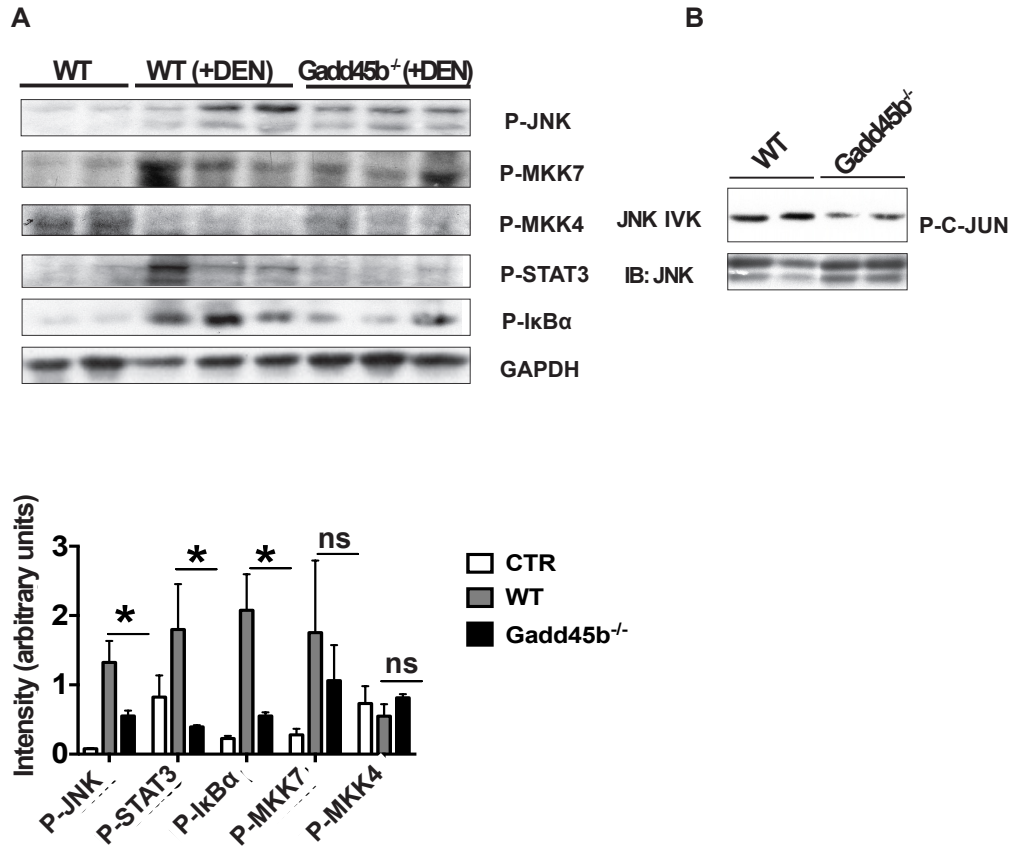 A
B
WT WT (+DEN) Gadd45b-/-(+DEN)
P-JNK
P-MKK7
P-MKK4
P-STAT3
P-IκBα
GAPDH
WT Gadd45b-/-
JNK IVK P-C-JUN
IB: JNK
Intensity (arbitrary units)
3
2
1
0
* * * ns ns
P-JNK P-STAT3 P-IκBα P-MKK7 P-MKK4
CTR
WT
Gadd45b-/-